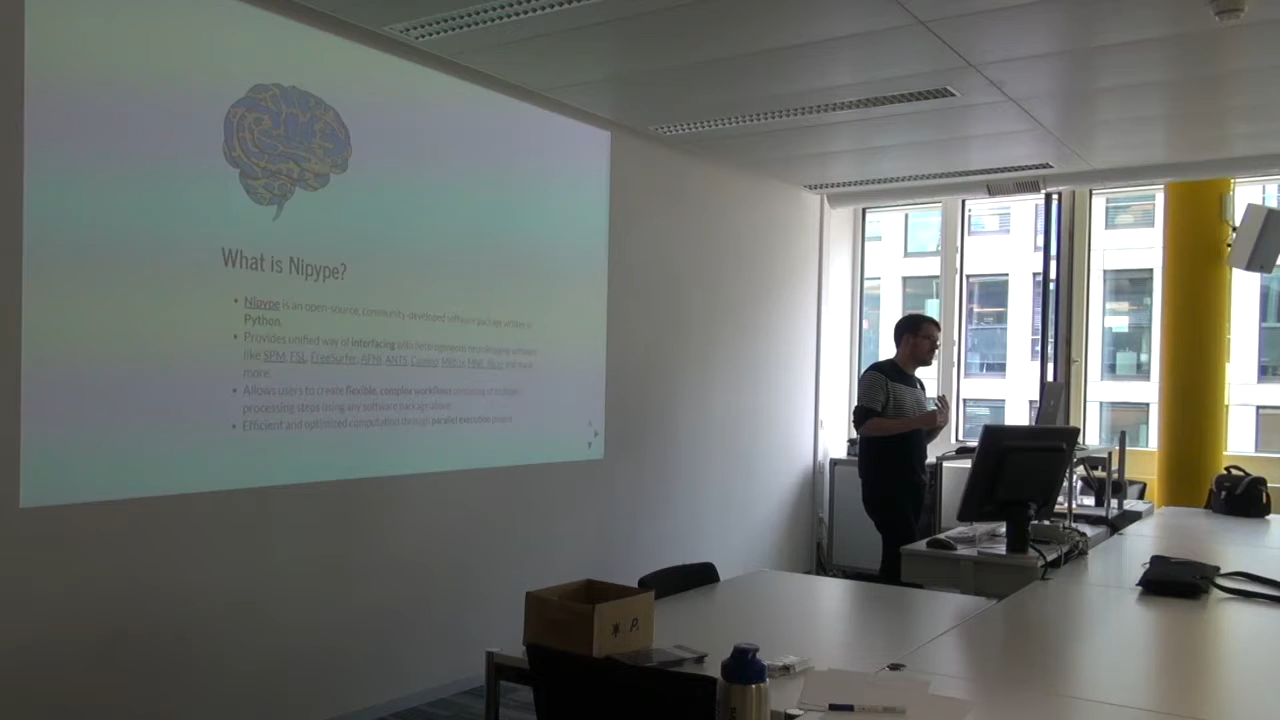 What is Nipype?
Nipype is an open-source, community-developed software package written in
Python.
Provides unified way of interfacing with heterogeneous neuroimaging software
like SPM, FSL, FreeSurfer, AFNI, ANTS, Camino, MRtrix, MNE, Slicer and many
more.
Allows users to create flexible, complex workflows consisting of multiple
processing steps using any software package above
Efficient and optimized computation through parallel execution
P.